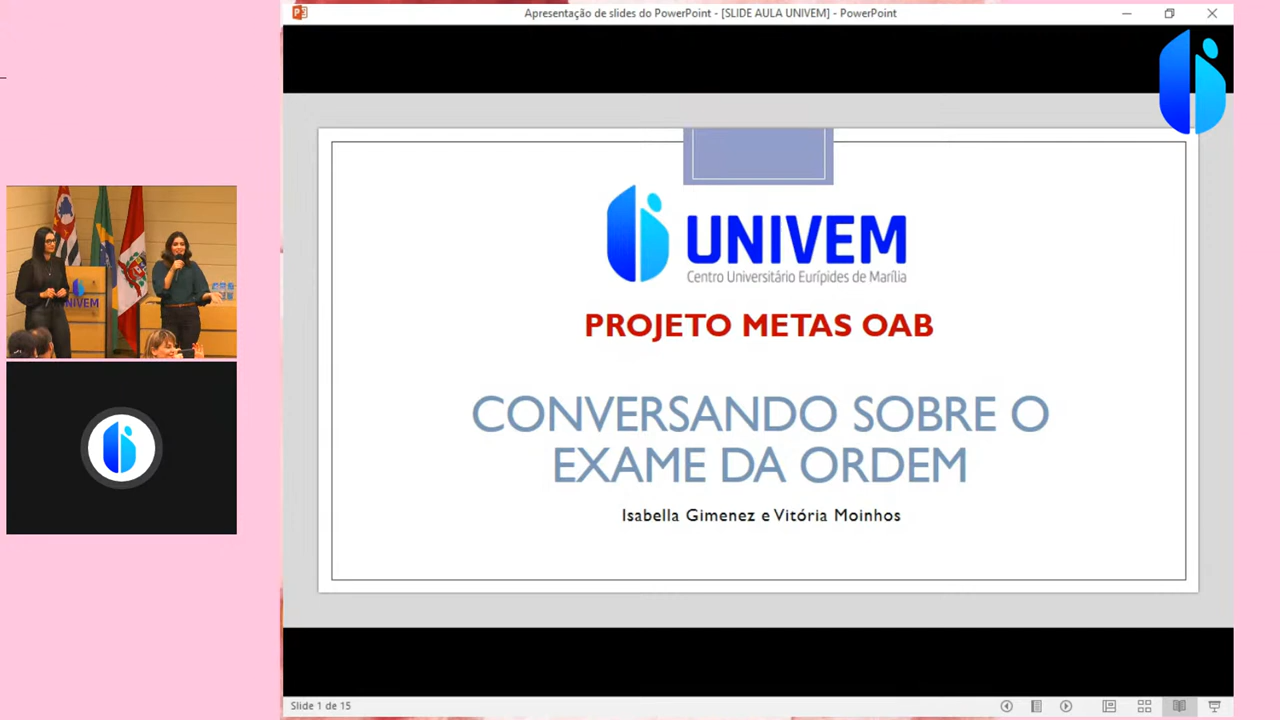 Apresentação de slides do PowerPoint - [SLIDE AULA UNIVEM] - PowerPoint
UNIVEM
UNIVEM
Centro Universitário Eurípides de Marília
PROJETO METAS OAB
CONVERSANDO SOBRE O
EXAME DA ORDEM
Isabella Gimenez e Vitória Moinhos
Slide 1 de 15